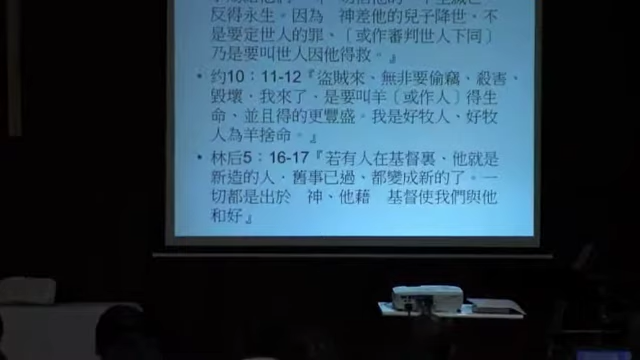 反得永生。因為　神差他的兒子降世、不
是要定世人的罪、〔或作審判世人下同〕
乃是要叫世人因他得救。』
• 约10：11-12『盜賊來、無非要偷竊、殺害、
毀壞．我來了．是要叫羊〔或作人〕得生
命、並且得的更豐盛。我是好牧人、好牧
人為羊捨命。』
• 林后5：16-17『若有人在基督裏、他就是
新造的人．舊事已過、都變成新的了。一
切都是出於　神、他藉　基督使我們與他
和好』